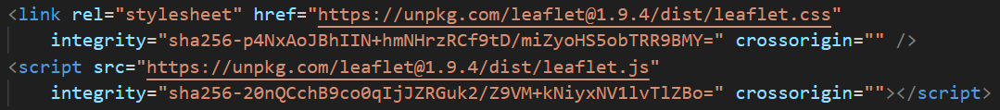 <link rel="stylesheet" href="https://unpkg.com/leaflet@1.9.4/dist/leaflet.css"
integrity="sha256-p4NxAoJBhIIN+hmNHrzRCf9tD/miZyoHS5obTRR9BMY=" crossorigin="" />
<script src="https://unpkg.com/leaflet@1.9.4/dist/leaflet.js"
integrity="sha256-20nQCchB9co0qIjJZRGuk2/Z9VM+kNiyxNV1lvTlZBo=" crossorigin=""></script>